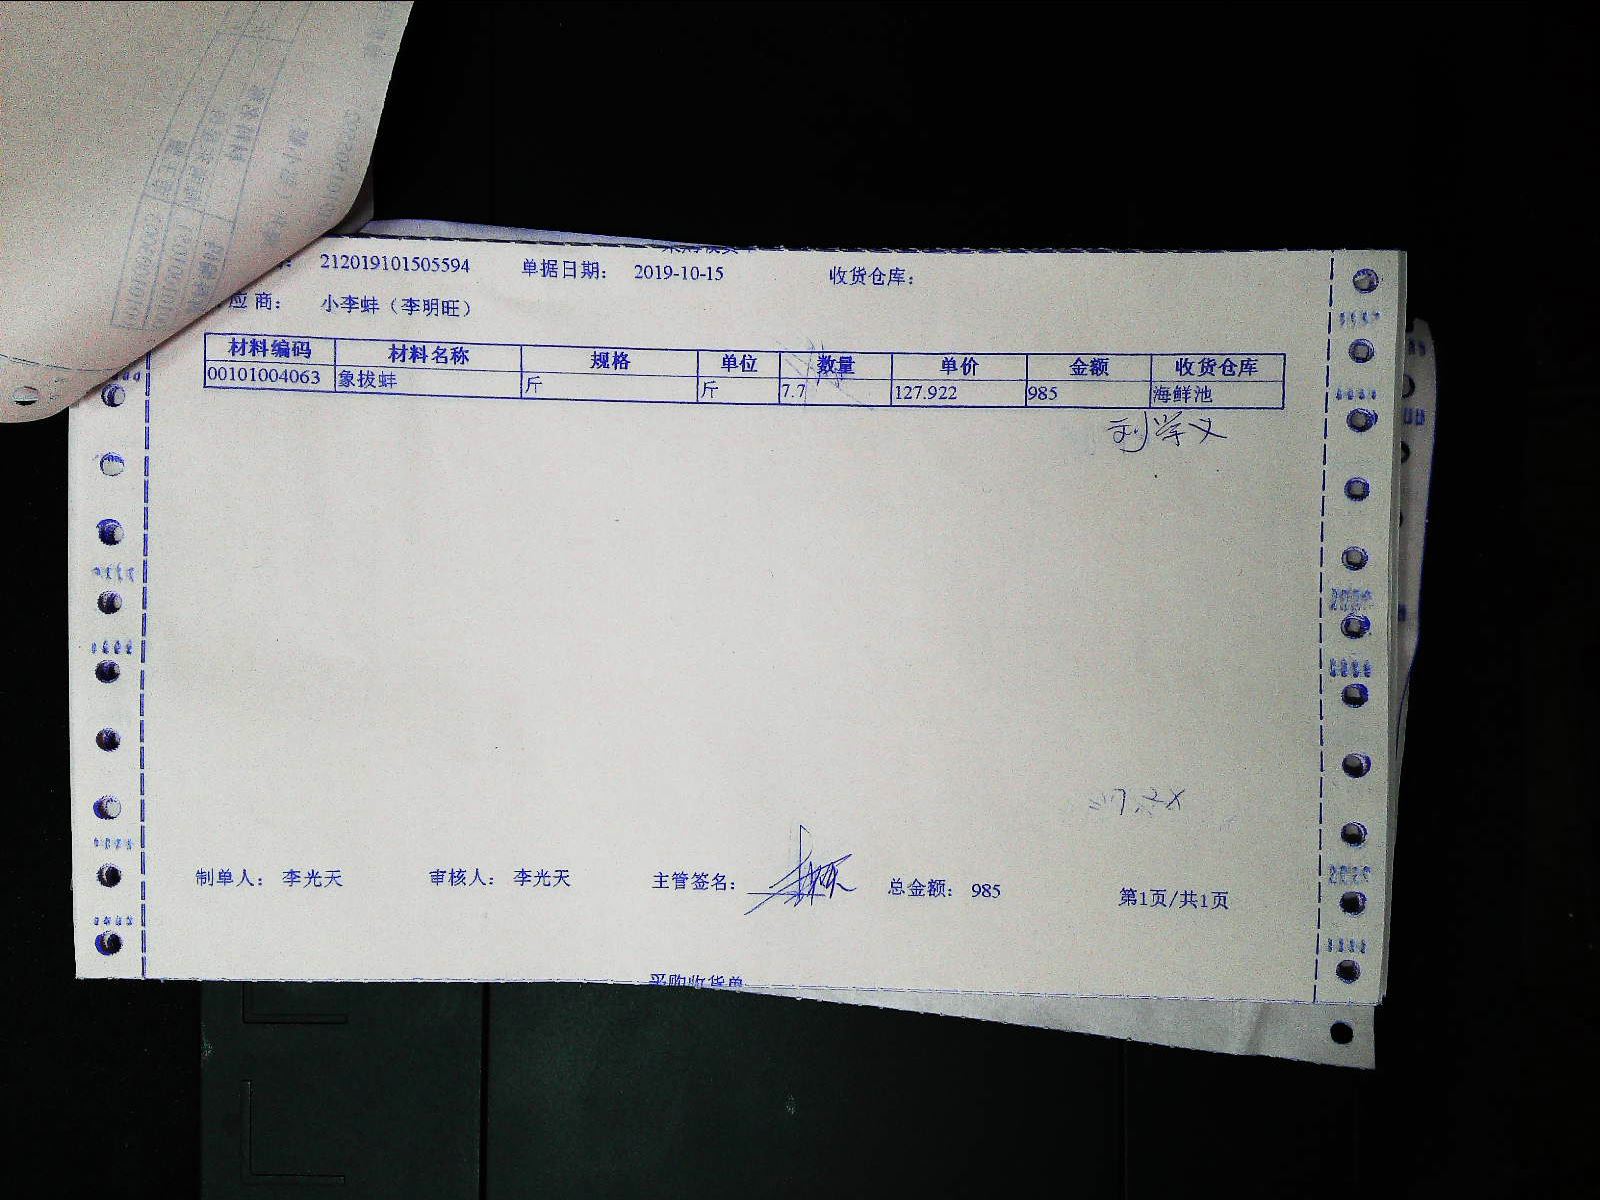 212019101505594 单据日期: 2019-10-15 收货仓库:
应商: 小李蚌（李明旺）
材料编码 材料名称 规格 单位 数量 单价 金额 收货仓库
00101004063 象拔蚌 斤 斤 7.7 127.922 985 海鲜池
刘学义
制单人: 李光天 审核人: 李光天 主管签名: 总金额: 985 第1页/共1页
采购收货单